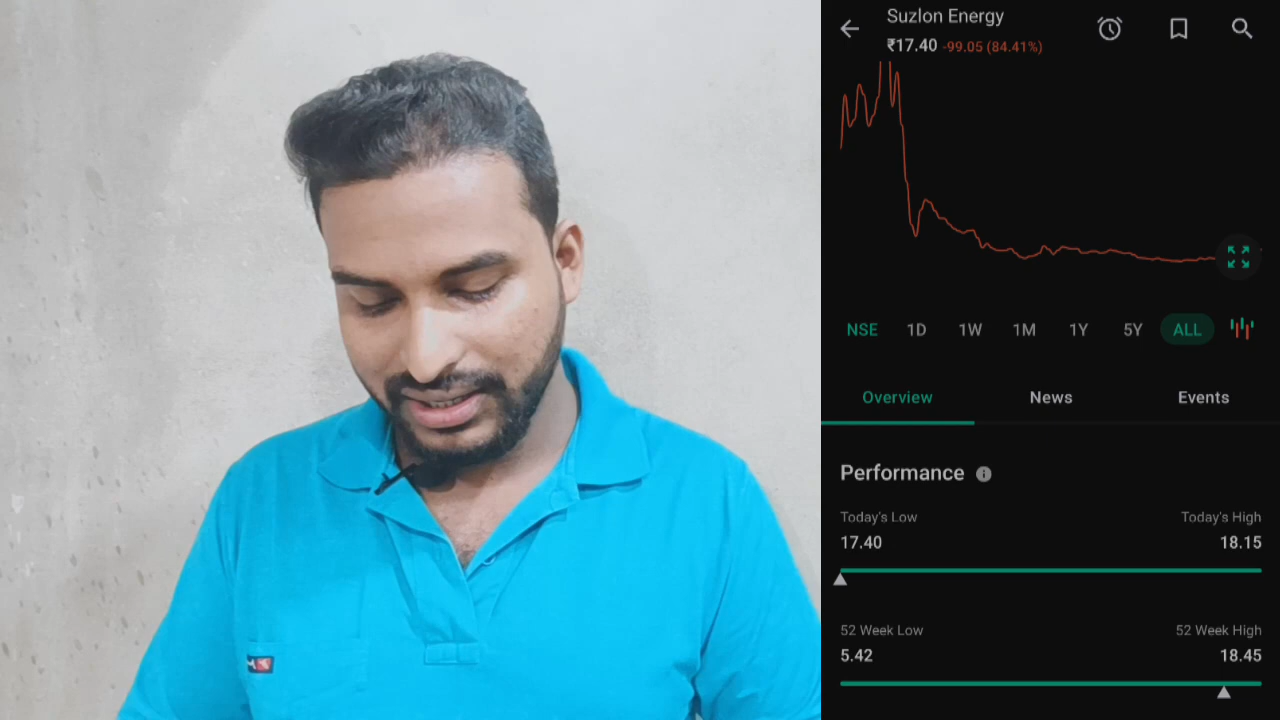 Suzlon Energy
₹17.40 -99.05 (84.41%)
NSE 1D 1W 1M 1Y 5Y ALL
Overview News Events
Performance
Today's Low Today's High
17.40 18.15
52 Week Low 52 Week High
5.42 18.45